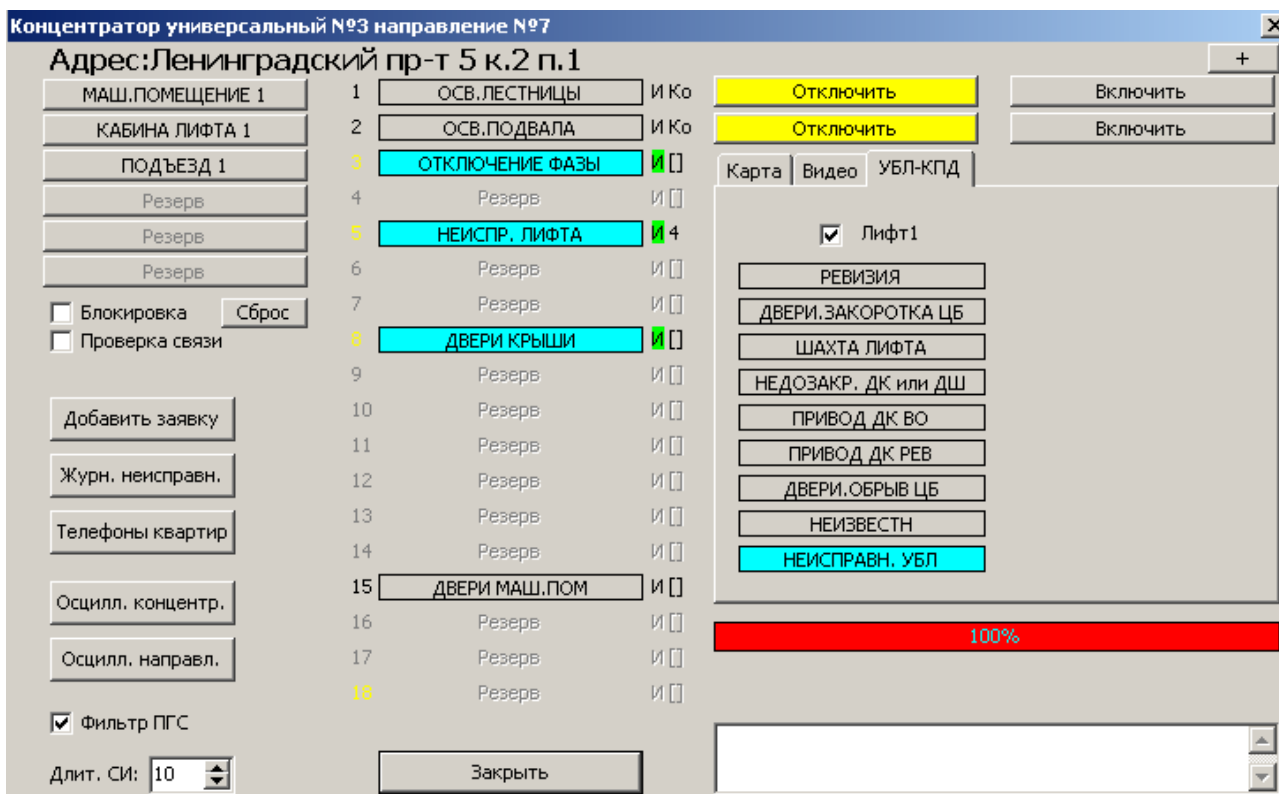 Концентратор универсальный №3 направление №7
Адрес:Ленинградский пр-т 5 к.2 п.1
+
МАШ.ПОМЕЩЕНИЕ 1
КАБИНА ЛИФТА 1
ПОДЪЕЗД 1
Резерв
Резерв
Резерв
Блокировка
Сброс
Проверка связи
Добавить заявку
Журн. неисправн.
Телефоны квартир
Осцилл. концентр.
Осцилл. направл.
Фильтр ПГС
Длит. СИ: 10
1 ОСВ.ЛЕСТНИЦЫ И Ко
2 ОСВ.ПОДВАЛА И Ко
3 ОТКЛЮЧЕНИЕ ФАЗЫ И []
4 Резерв И []
5 НЕИСПР. ЛИФТА И 4
6 Резерв И []
7 Резерв И []
8 ДВЕРИ КРЫШИ И []
9 Резерв И []
10 Резерв И []
11 Резерв И []
12 Резерв И []
13 Резерв И []
14 Резерв И []
15 ДВЕРИ МАШ.ПОМ И []
16 Резерв И []
17 Резерв И []
18 Резерв И []
Закрыть
Отключить Включить
Отключить Включить
Карта Видео УБЛ-КПД
Лифт1
РЕВИЗИЯ
ДВЕРИ.ЗАКОРОТКА ЦБ
ШАХТА ЛИФТА
НЕДОЗАКР. ДК или ДШ
ПРИВОД ДК ВО
ПРИВОД ДК РЕВ
ДВЕРИ.ОБРЫВ ЦБ
НЕИЗВЕСТН
НЕИСПРАВН. УБЛ
100%